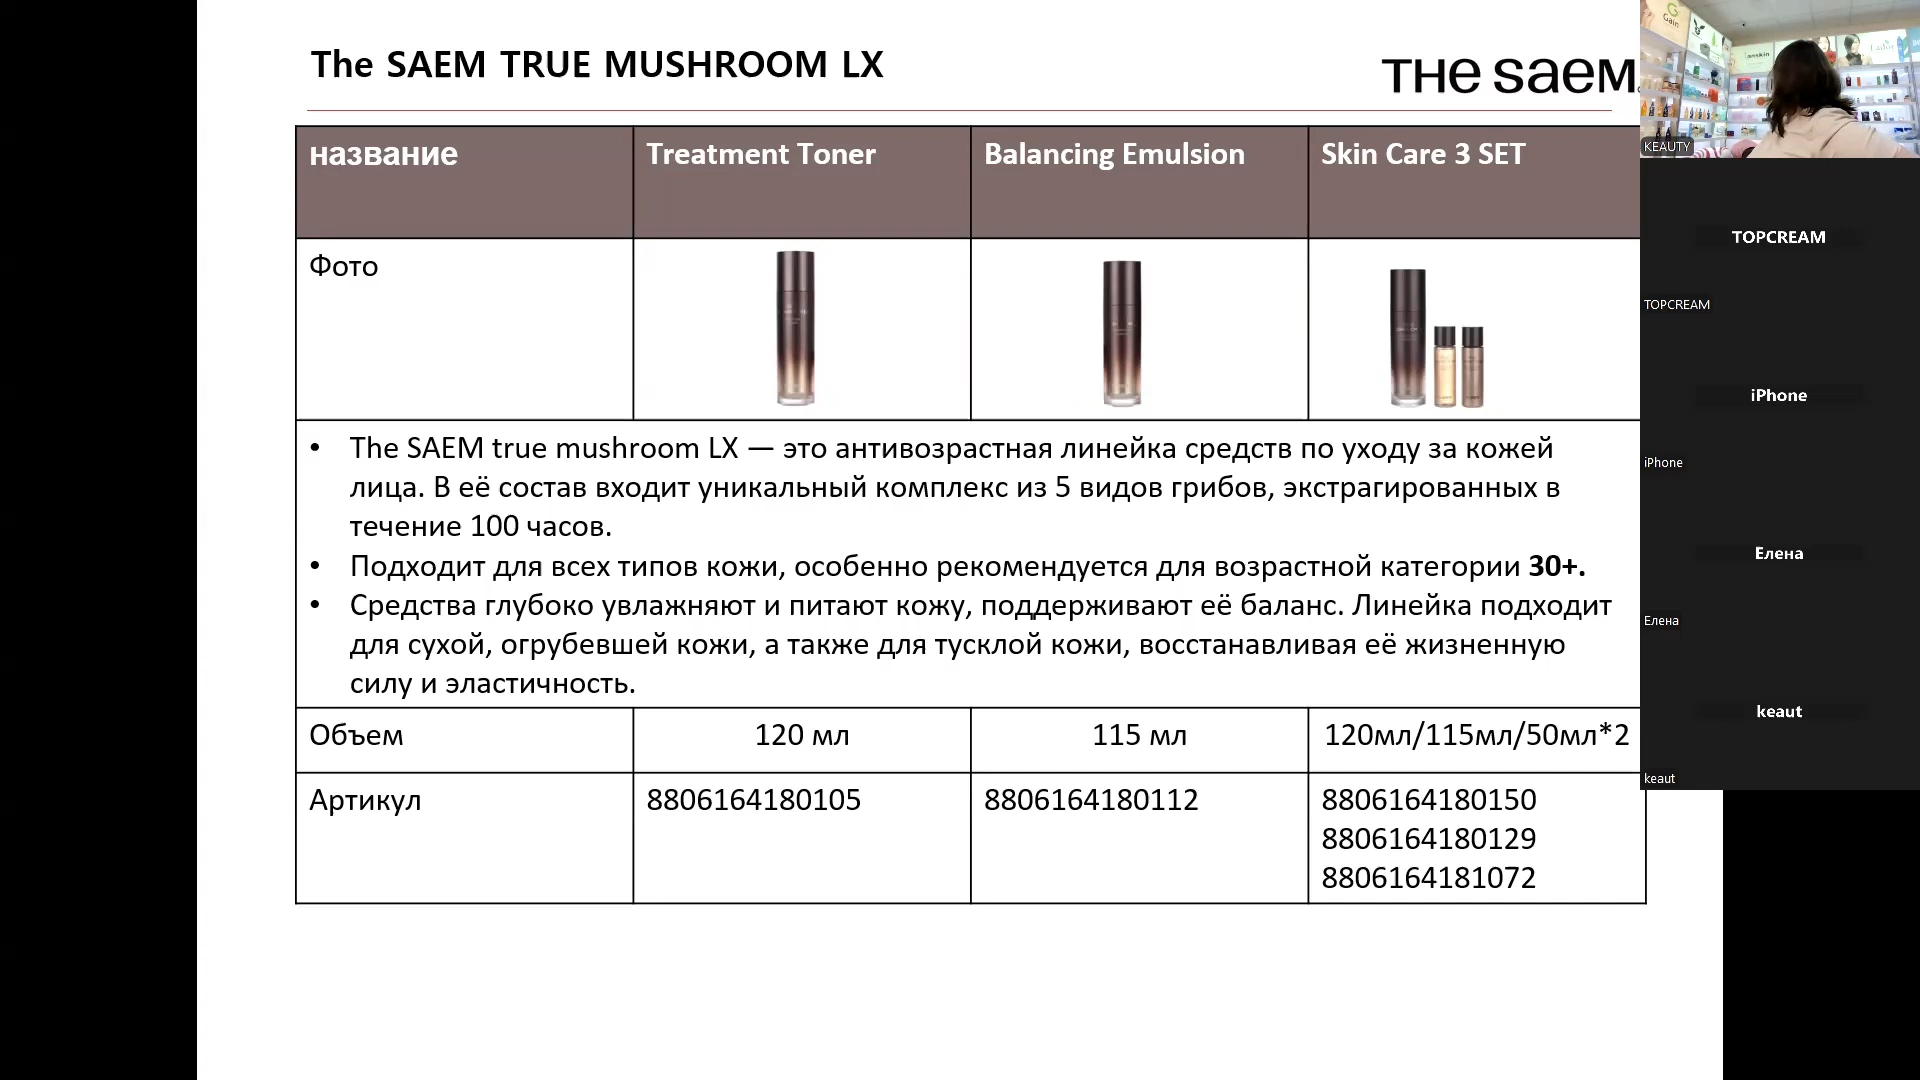 The SAEM TRUE MUSHROOM LX
THE SAEM
название
Treatment Toner
Balancing Emulsion
Skin Care 3 SET
Фото
• The SAEM true mushroom LX — это антивозрастная линейка средств по уходу за кожей
лица. В её состав входит уникальный комплекс из 5 видов грибов, экстрагированных в
течение 100 часов.
• Подходит для всех типов кожи, особенно рекомендуется для возрастной категории 30+.
• Средства глубоко увлажняют и питают кожу, поддерживают её баланс. Линейка подходит
для сухой, огрубевшей кожи, а также для тусклой кожи, восстанавливая её жизненную
силу и эластичность.
Объем
120 мл
115 мл
120мл/115мл/50мл*2
Артикул
8806164180105
8806164180112
8806164180150
8806164180129
8806164181072
KEAUTY
TOPCREAM
TOPCREAM
iPhone
iPhone
Елена
Елена
keaut
keaut